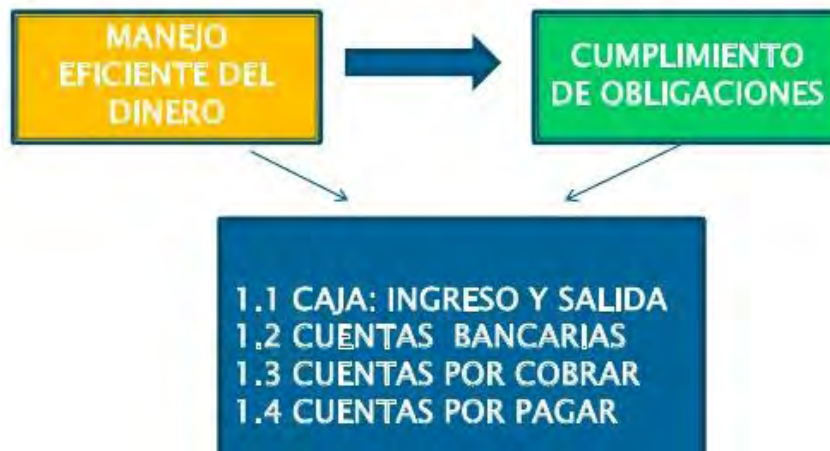 MANEJO
EFICIENTE DEL
DINERO
CUMPLIMIENTO
DE OBLIGACIONES
1.1 CAJA: INGRESO Y SALIDA
1.2 CUENTAS BANCARIAS
1.3 CUENTAS POR COBRAR
1.4 CUENTAS POR PAGAR